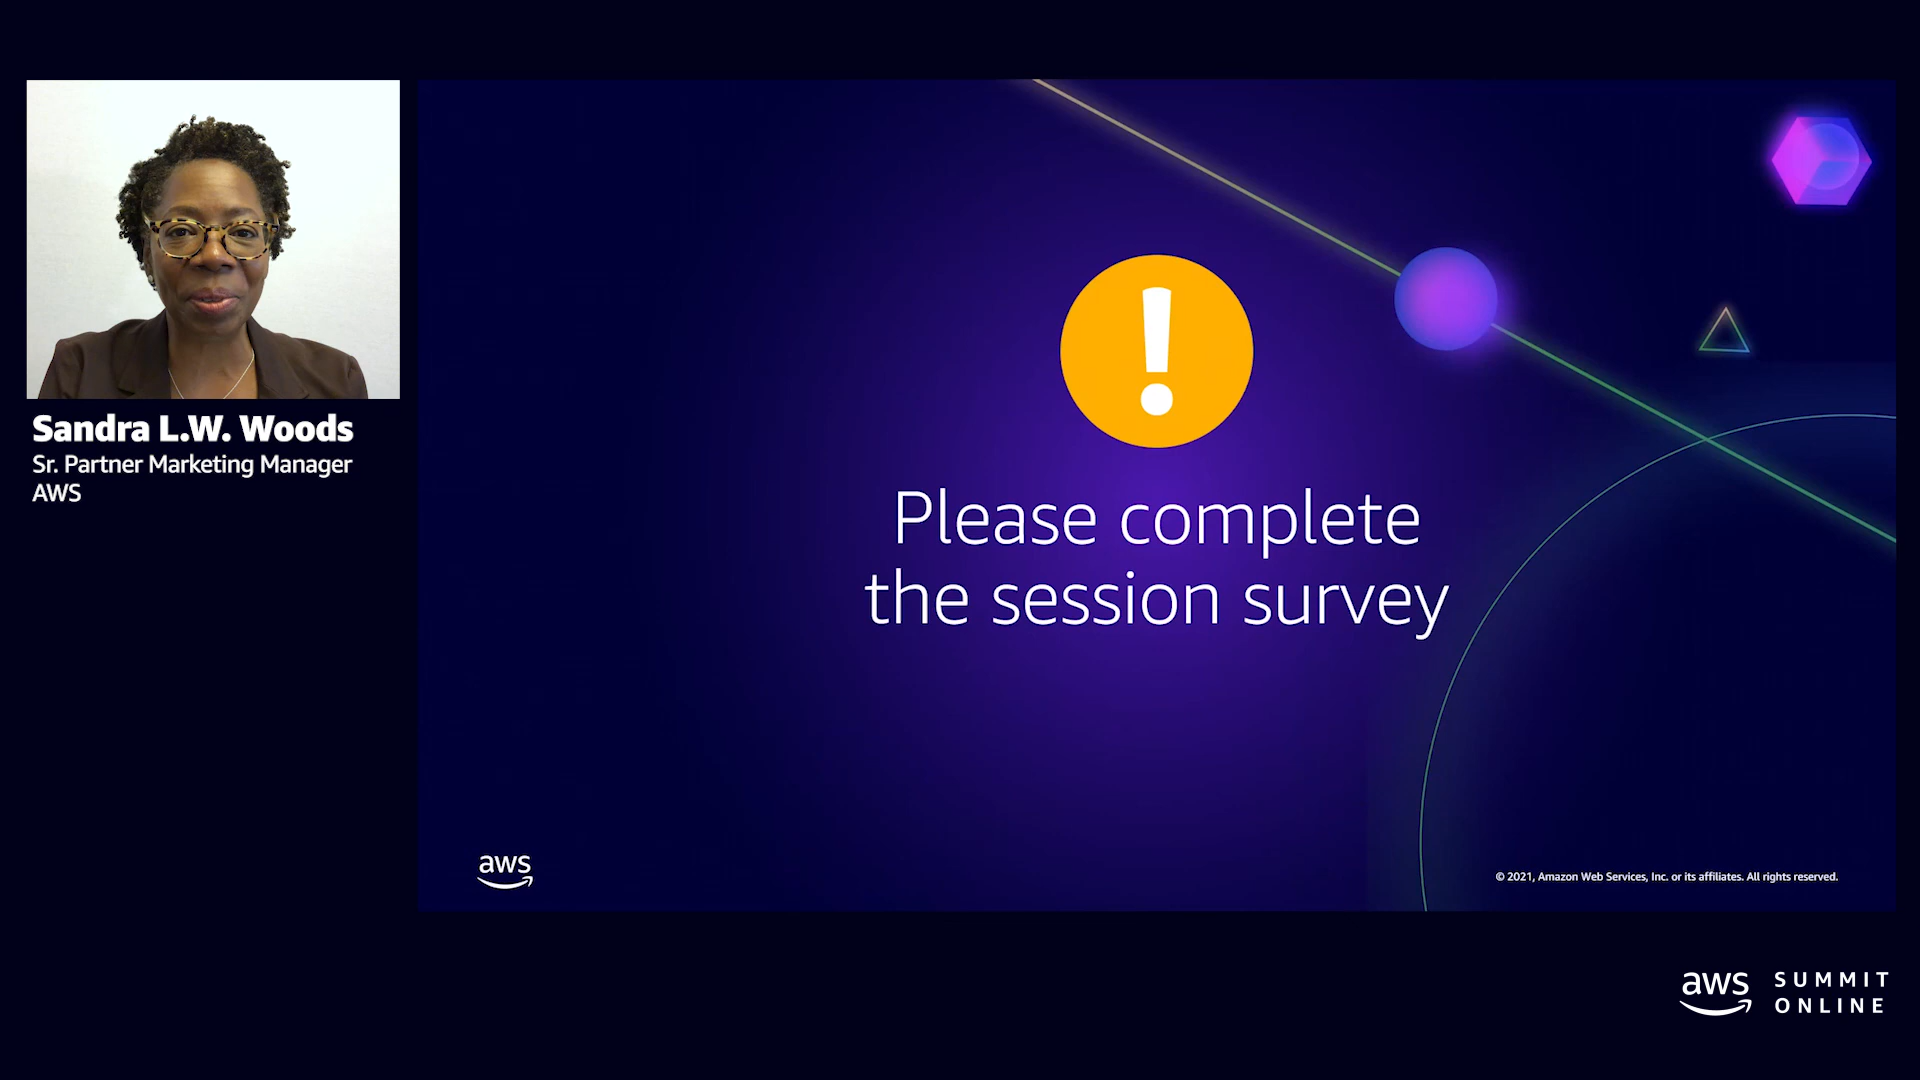 Sandra L.W. Woods
Sr. Partner Marketing Manager
AWS
!
Please complete
the session survey
aws
© 2021, Amazon Web Services, Inc. or its affiliates. All rights reserved.
aws
SUMMIT
ONLINE